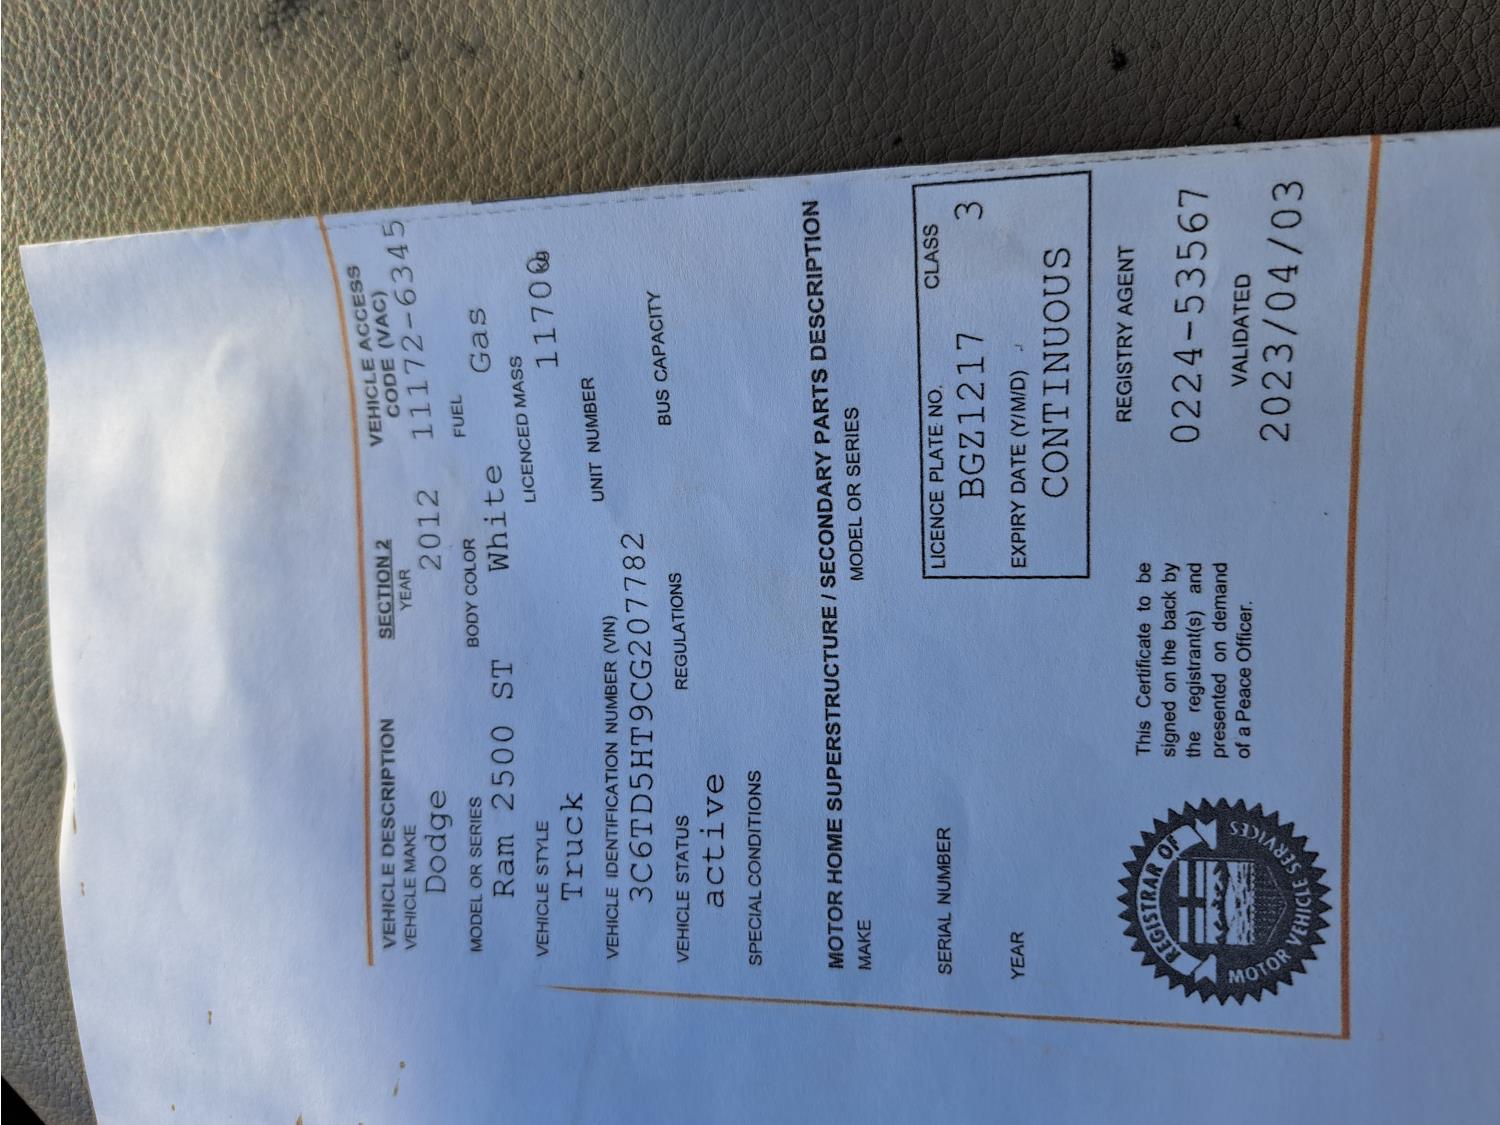 VEHICLE DESCRIPTION SECTION 2 VEHICLE ACCESS
VEHICLE MAKE YEAR CODE (VAC)
Dodge 2012 11172-6345
MODEL OR SERIES BODY COLOR FUEL
Ram 2500 ST White Gas
VEHICLE STYLE LICENCED MASS
Truck 11700 kg
VEHICLE IDENTIFICATION NUMBER (VIN) UNIT NUMBER
3C6TD5HT9CG207782
VEHICLE STATUS REGULATIONS BUS CAPACITY
active
SPECIAL CONDITIONS
MOTOR HOME SUPERSTRUCTURE / SECONDARY PARTS DESCRIPTION
MAKE MODEL OR SERIES
SERIAL NUMBER
YEAR
LICENCE PLATE NO. CLASS
BGZ1217 3
EXPIRY DATE (Y/M/D)
CONTINUOUS
REGISTRAR OF
MOTOR VEHICLE SERVICES
This Certificate to be
signed on the back by
the registrant(s) and
presented on demand
of a Peace Officer.
REGISTRY AGENT
0224-53567
VALIDATED
2023/04/03